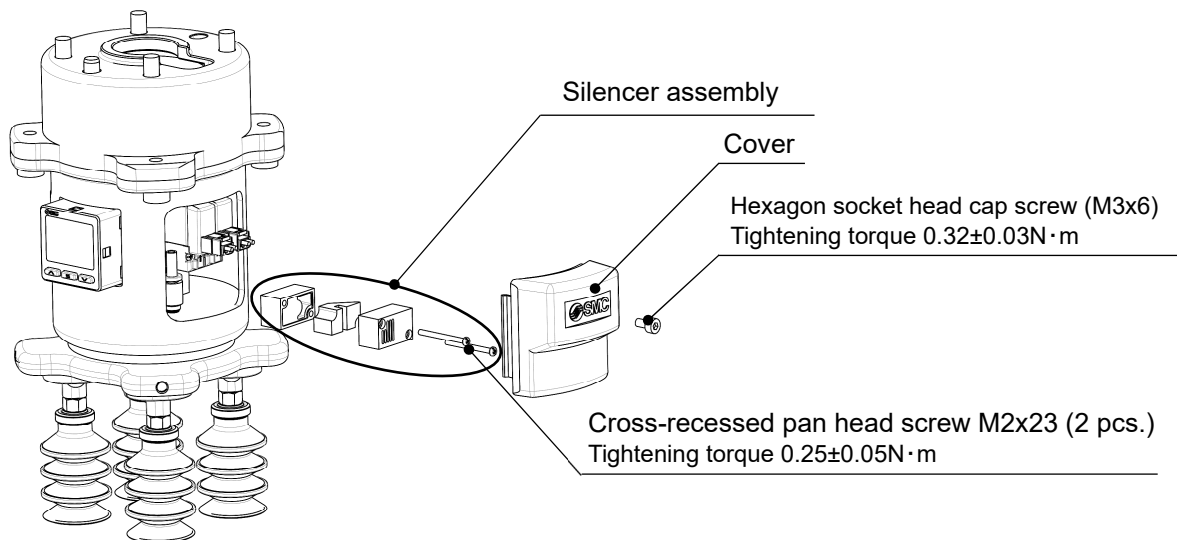 Silencer assembly
Cover
Hexagon socket head cap screw (M3x6)
Tightening torque 0.32±0.03N･m
SMC
Cross-recessed pan head screw M2x23 (2 pcs.)
Tightening torque 0.25±0.05N･m